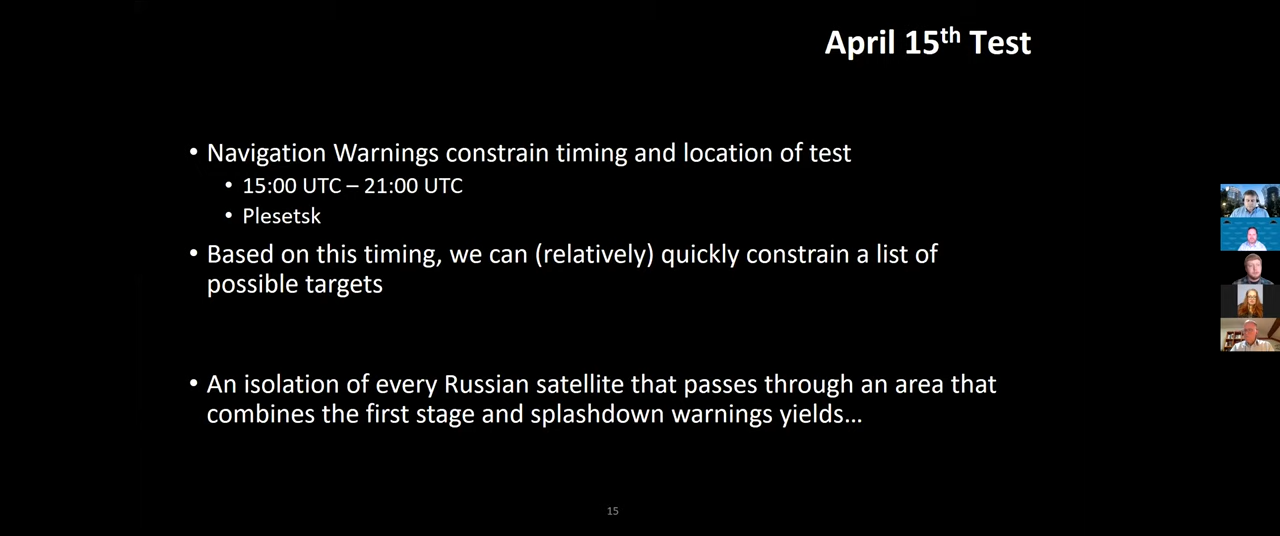 April 15th Test
• Navigation Warnings constrain timing and location of test
• 15:00 UTC – 21:00 UTC
• Plesetsk
• Based on this timing, we can (relatively) quickly constrain a list of
possible targets
• An isolation of every Russian satellite that passes through an area that
combines the first stage and splashdown warnings yields…
15